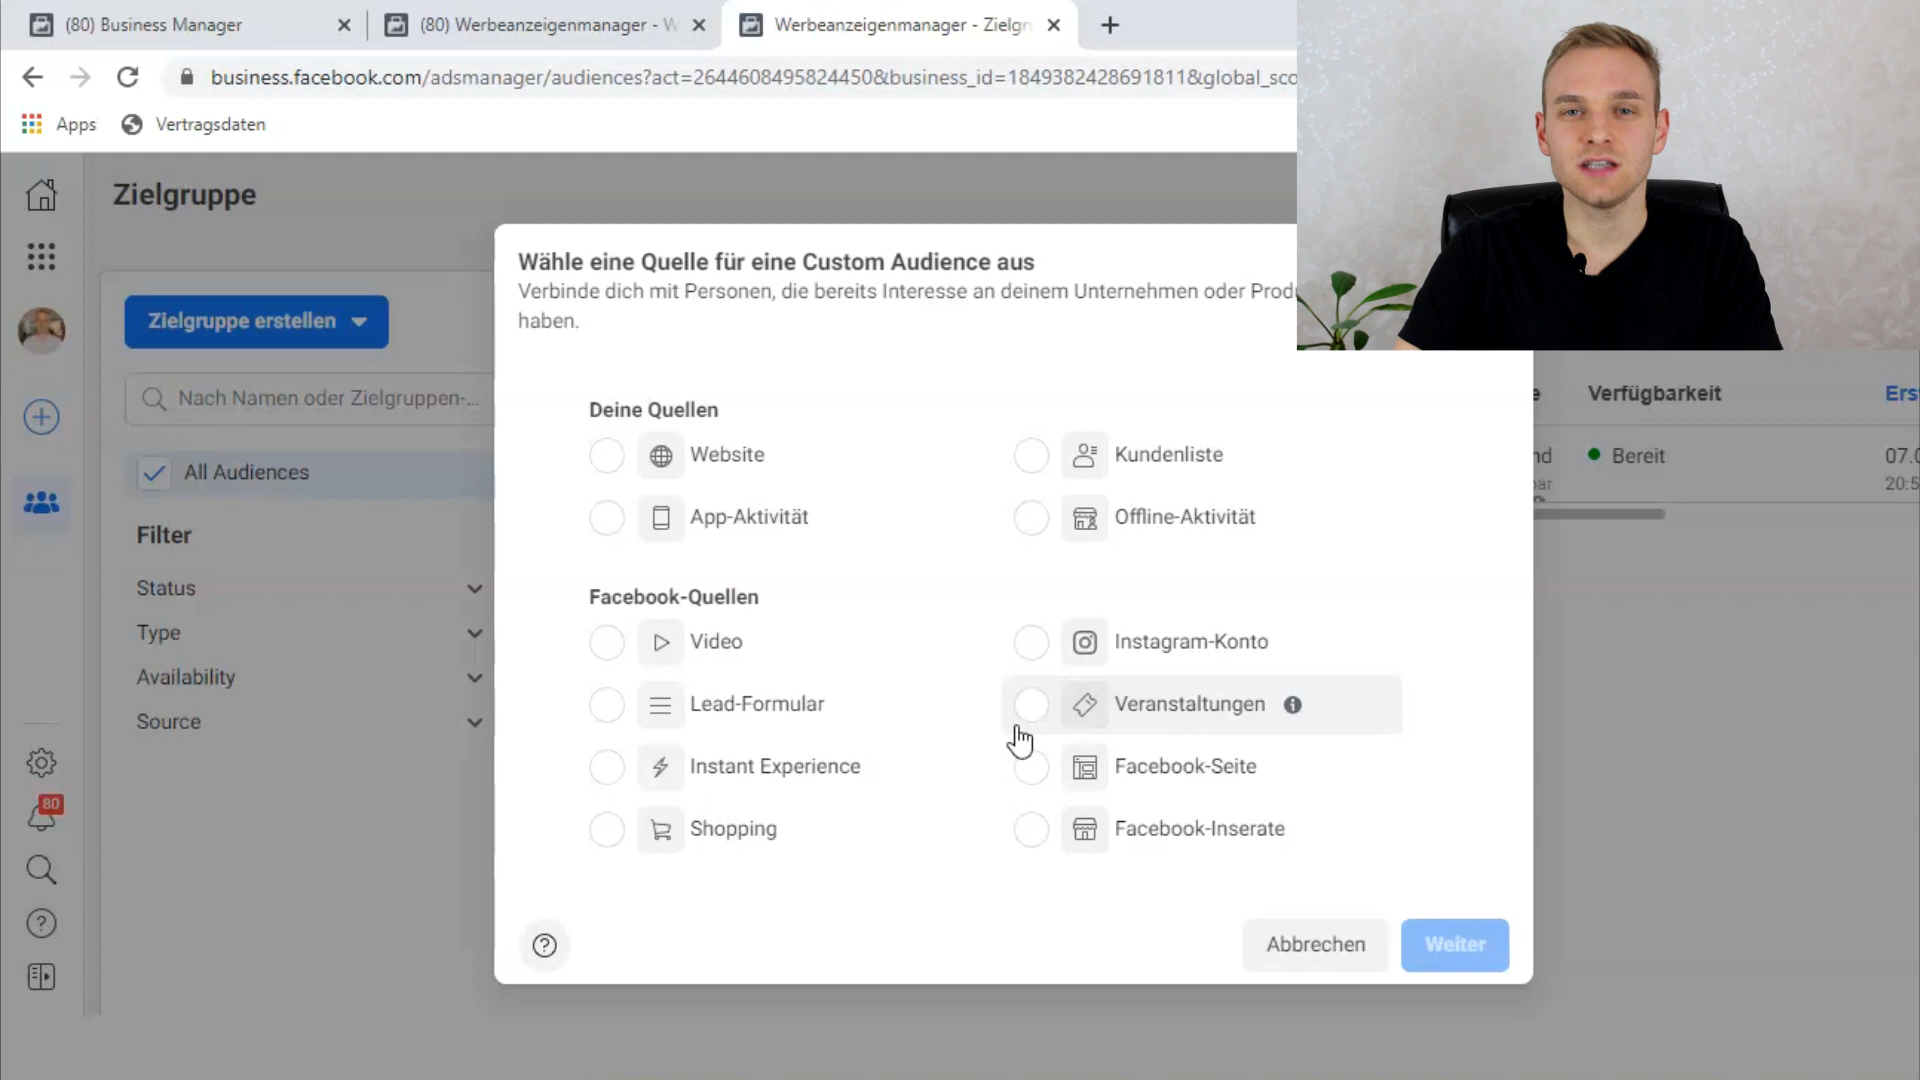 (80) Business Manager
(80) Werbeanzeigenmanager - W
Werbeanzeigenmanager - Zielgr
business.facebook.com/adsmanager/audiences?act=2644608495824450&business_id=1849382428691811&global_sco
Apps
Vertragsdaten
Zielgruppe
Zielgruppe erstellen
Nach Namen oder Zielgruppen-...
All Audiences
Filter
Status
Type
Availability
Source
80
Wähle eine Quelle für eine Custom Audience aus
Verbinde dich mit Personen, die bereits Interesse an deinem Unternehmen oder Prod
haben.
Deine Quellen
Website
Kundenliste
App-Aktivität
Offline-Aktivität
Facebook-Quellen
Video
Instagram-Konto
Lead-Formular
Veranstaltungen
Instant Experience
Facebook-Seite
Shopping
Facebook-Inserate
Abbrechen
Weiter
e
Verfügbarkeit
Ers
nd
Bereit
07.0
20:5